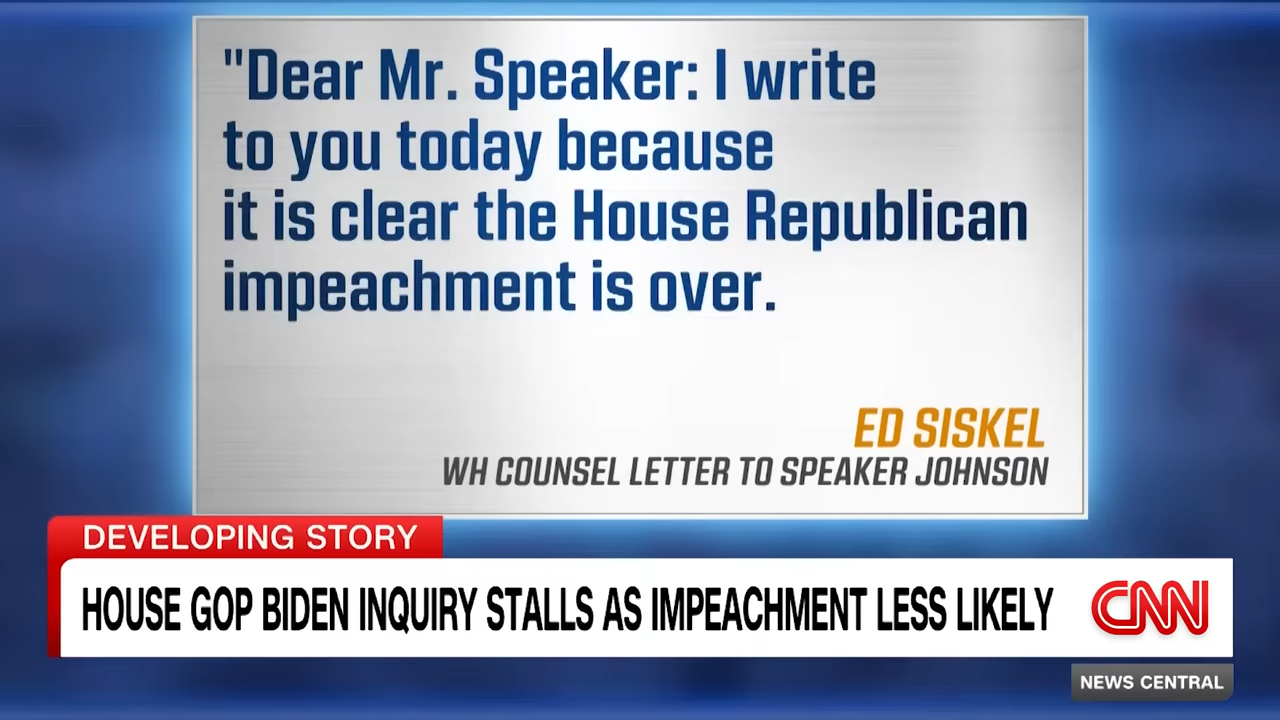 "Dear Mr. Speaker: I write
to you today because
it is clear the House Republican
impeachment is over.
ED SISKEL
WH COUNSEL LETTER TO SPEAKER JOHNSON
DEVELOPING STORY
HOUSE GOP BIDEN INQUIRY STALLS AS IMPEACHMENT LESS LIKELY
CNN
NEWS CENTRAL